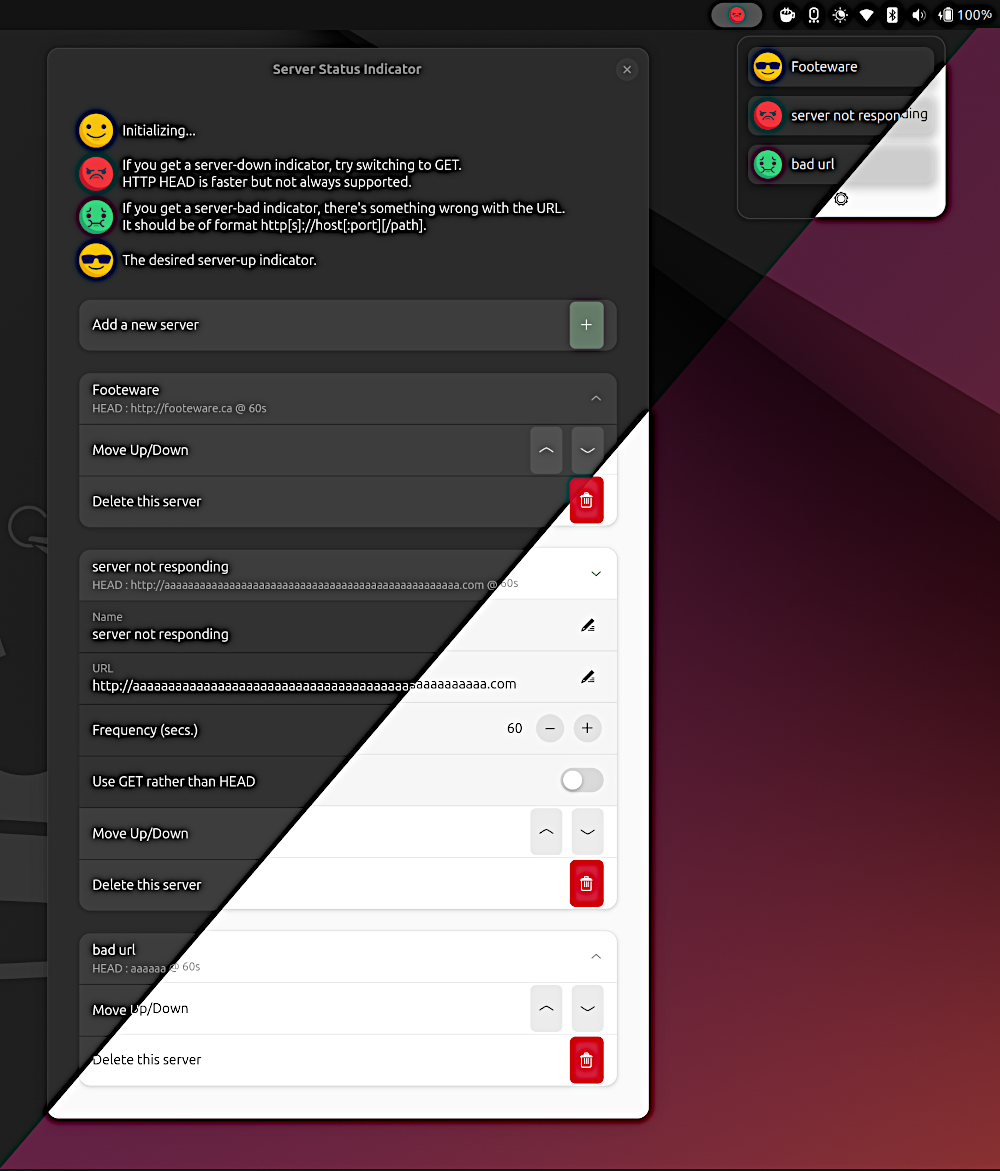 100%
Server Status Indicator
Footeware
server not responding
bad url
Initializing...
If you get a server-down indicator, try switching to GET.
HTTP HEAD is faster but not always supported.
If you get a server-bad indicator, there's something wrong with the URL.
It should be of format http[s]://host[:port][/path].
The desired server-up indicator.
Add a new server
Footeware
HEAD : http://footeware.ca @ 60s
Move Up/Down
Delete this server
server not responding
HEAD : http://aaaaaaaaaaaaaaaaaaaaaaaaaaaaaaaaaaaaaaaaaaaaaaaaa.com @ 60s
Name
server not responding
URL
http://aaaaaaaaaaaaaaaaaaaaaaaaaaaaaaaaaaaaaaaaaaaaaaaaa.com
Frequency (secs.)
60
Use GET rather than HEAD
Move Up/Down
Delete this server
bad url
HEAD : aaaaaa @ 60s
Move Up/Down
Delete this server